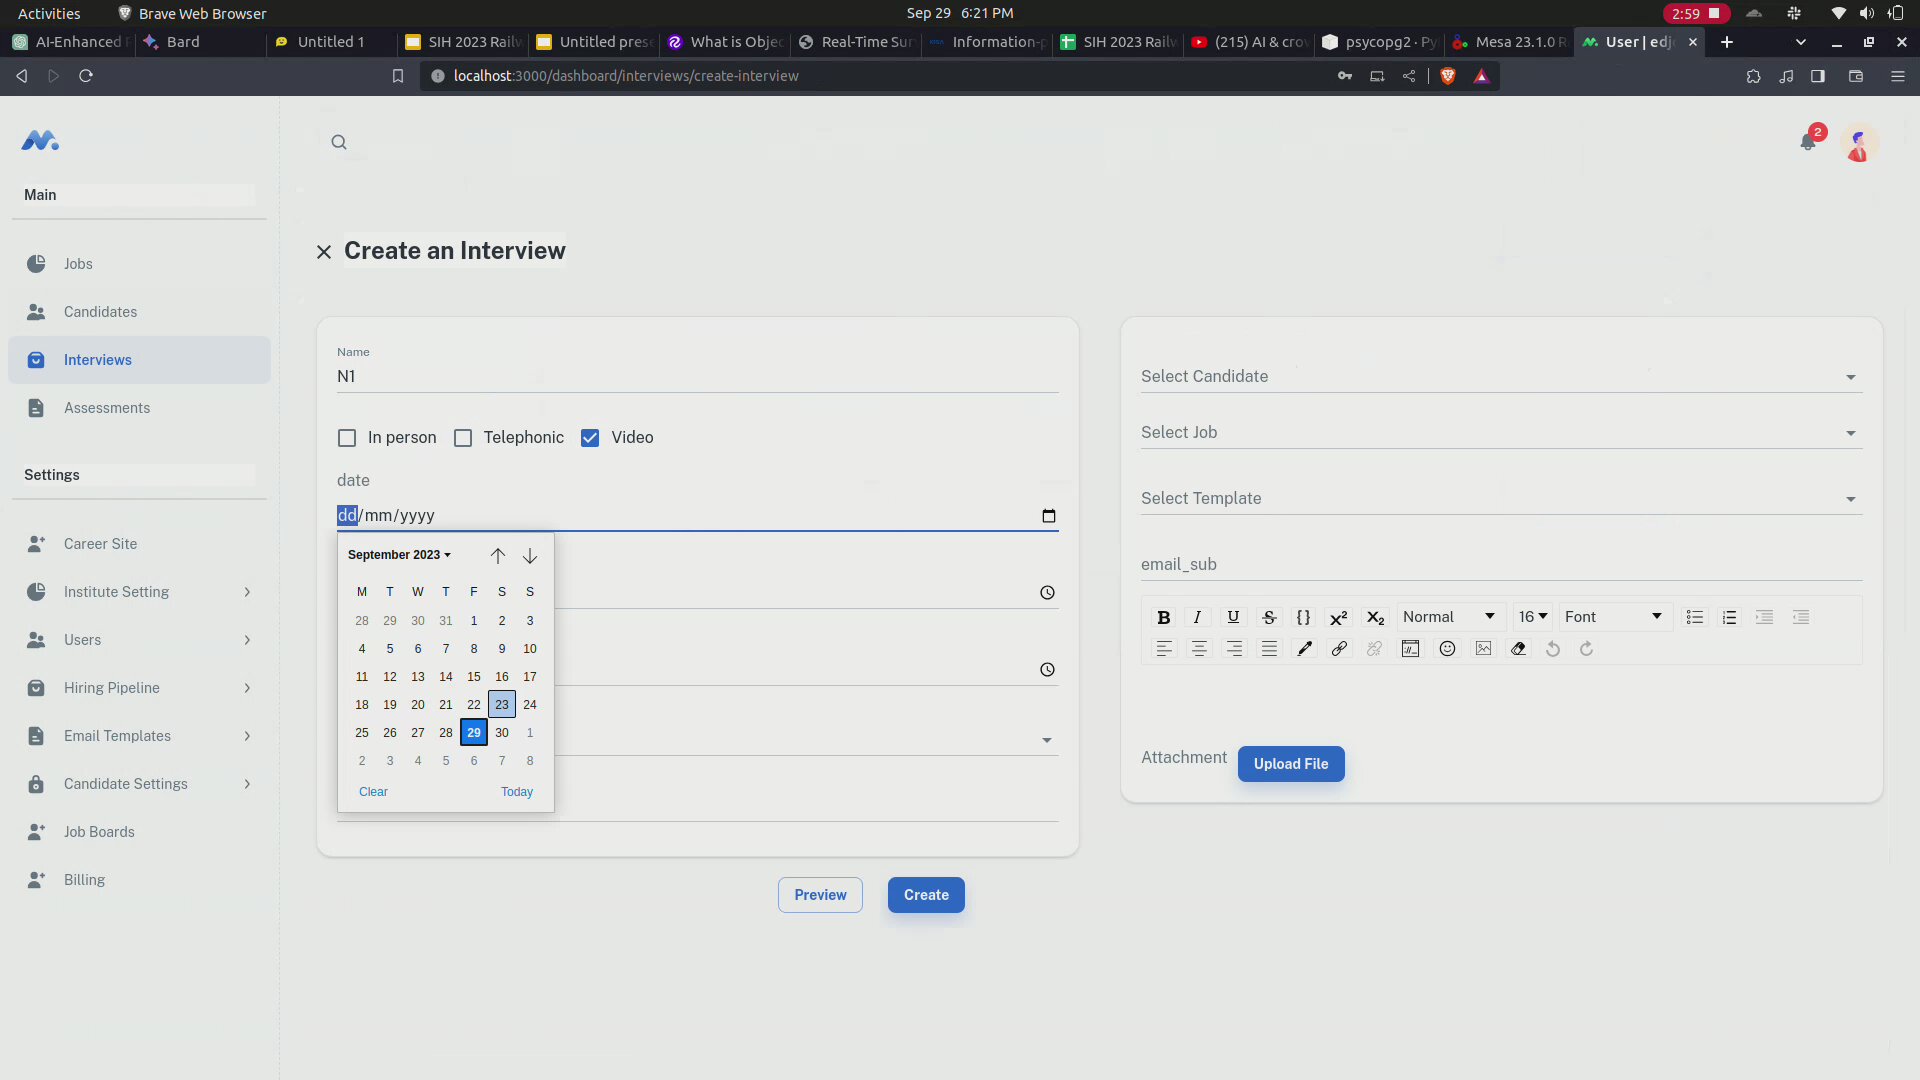 Activities
Brave Web Browser
Sep 29 6:21 PM
2:59
AI-Enhanced
Bard
Untitled 1
SIH 2023 Railw
Untitled prese
What is Objec
Real-Time Sur
Information-p
SIH 2023 Railw
(215) AI & crow
psycopg2 · Py
Mesa 23.1.0 R
User | edj
localhost:3000/dashboard/interviews/create-interview
2
Main
Jobs
Candidates
Interviews
Assessments
Settings
Career Site
Institute Setting
Users
Hiring Pipeline
Email Templates
Candidate Settings
Job Boards
Billing
Create an Interview
Name
N1
In person
Telephonic
Video
date
dd/mm/yyyy
September 2023
M T W T F S S
28 29 30 31 1 2 3
4 5 6 7 8 9 10
11 12 13 14 15 16 17
18 19 20 21 22 23 24
25 26 27 28 29 30 1
2 3 4 5 6 7 8
Clear
Today
Select Candidate
Select Job
Select Template
email_sub
B I U S {} X2 X2 Normal 16 Font
Attachment
Upload File
Preview
Create